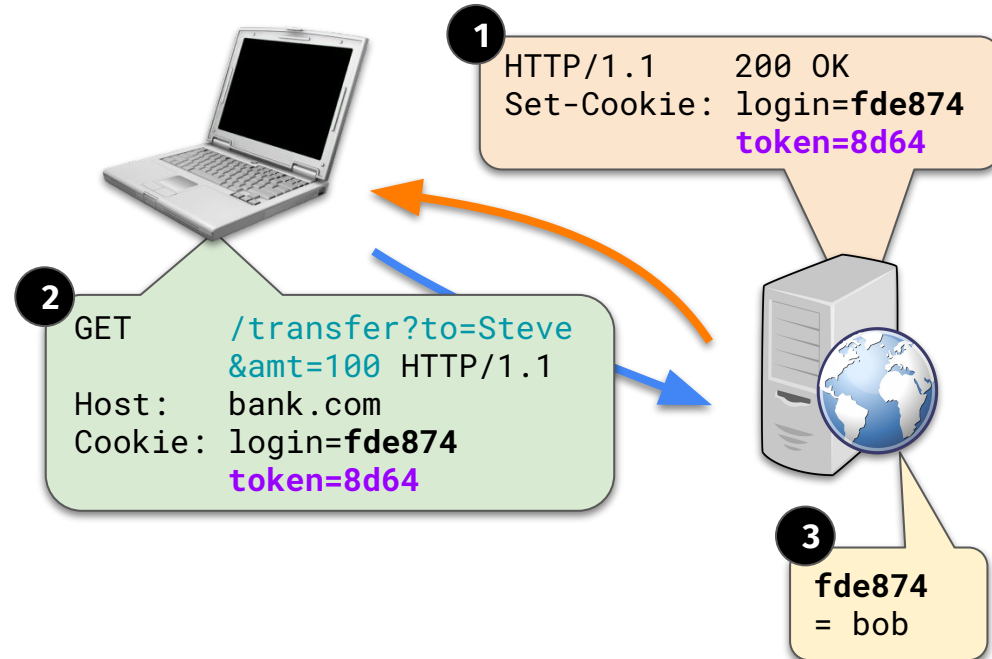 1
HTTP/1.1 200 OK
Set-Cookie: login=fde874
token=8d64
2
GET /transfer?to=Steve
&amt=100 HTTP/1.1
Host: bank.com
Cookie: login=fde874
token=8d64
3
fde874
= bob